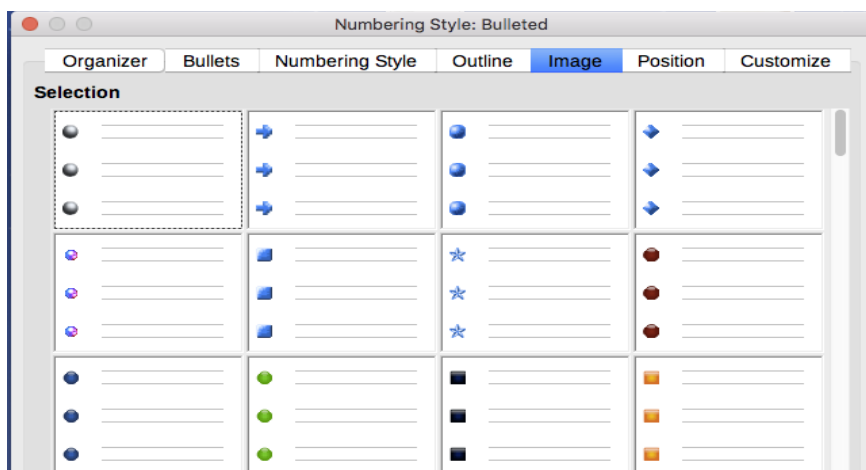 Numbering Style: Bulleted
Organizer Bullets Numbering Style Outline Image Position Customize
Selection